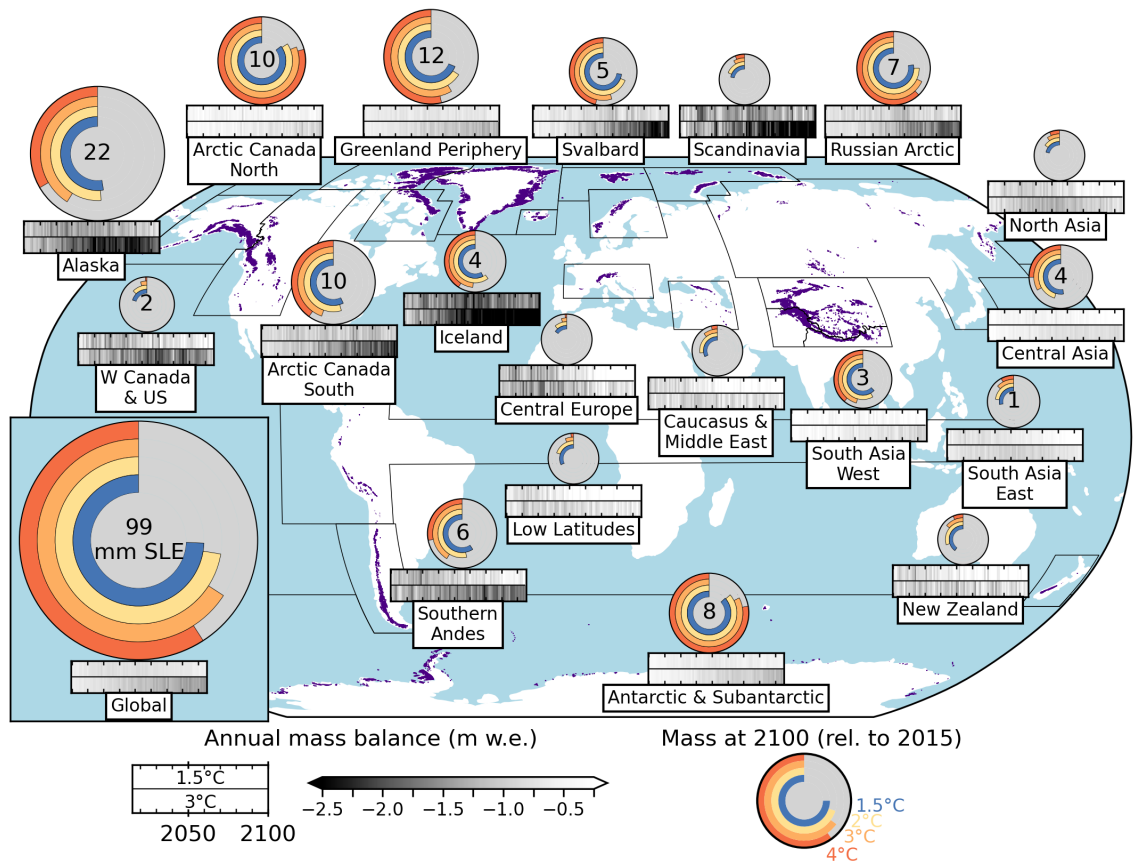 10
Arctic Canada
North
12
Greenland Periphery
5
Svalbard
Scandinavia
7
Russian Arctic
22
Alaska
North Asia
2
W Canada
& US
10
Arctic Canada
South
4
Iceland
4
Central Asia
Central Europe
Caucasus &
Middle East
3
South Asia
West
1
South Asia
East
99
mm SLE
Global
Low Latitudes
6
Southern
Andes
New Zealand
8
Antarctic & Subantarctic
Annual mass balance (m w.e.)
1.5°C
3°C
2050 2100
−2.5 −2.0 −1.5 −1.0 −0.5
Mass at 2100 (rel. to 2015)
1.5°C
2°C
3°C
4°C